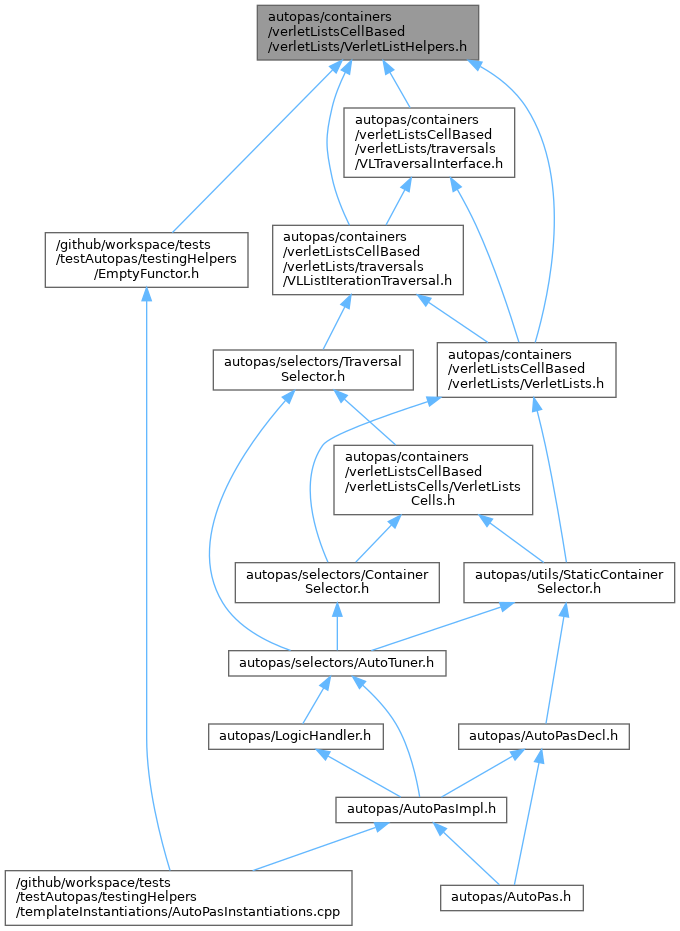 autopas/containers
/verletListsCellBased
/verletLists/VerletListHelpers.h
autopas/containers
/verletListsCellBased
/verletLists/traversals
/VLTraversalInterface.h
/github/workspace/tests
/testAutopas/testingHelpers
/EmptyFunctor.h
autopas/containers
/verletListsCellBased
/verletLists/traversals
/VLListIterationTraversal.h
autopas/selectors/Traversal
Selector.h
autopas/containers
/verletListsCellBased
/verletLists/VerletLists.h
autopas/containers
/verletListsCellBased
/verletListsCells/VerletLists
Cells.h
autopas/selectors/Container
Selector.h
autopas/utils/StaticContainer
Selector.h
autopas/selectors/AutoTuner.h
autopas/LogicHandler.h
autopas/AutoPasDecl.h
autopas/AutoPasImpl.h
/github/workspace/tests
/testAutopas/testingHelpers
/templateInstantiations/AutoPasInstantiations.cpp
autopas/AutoPas.h